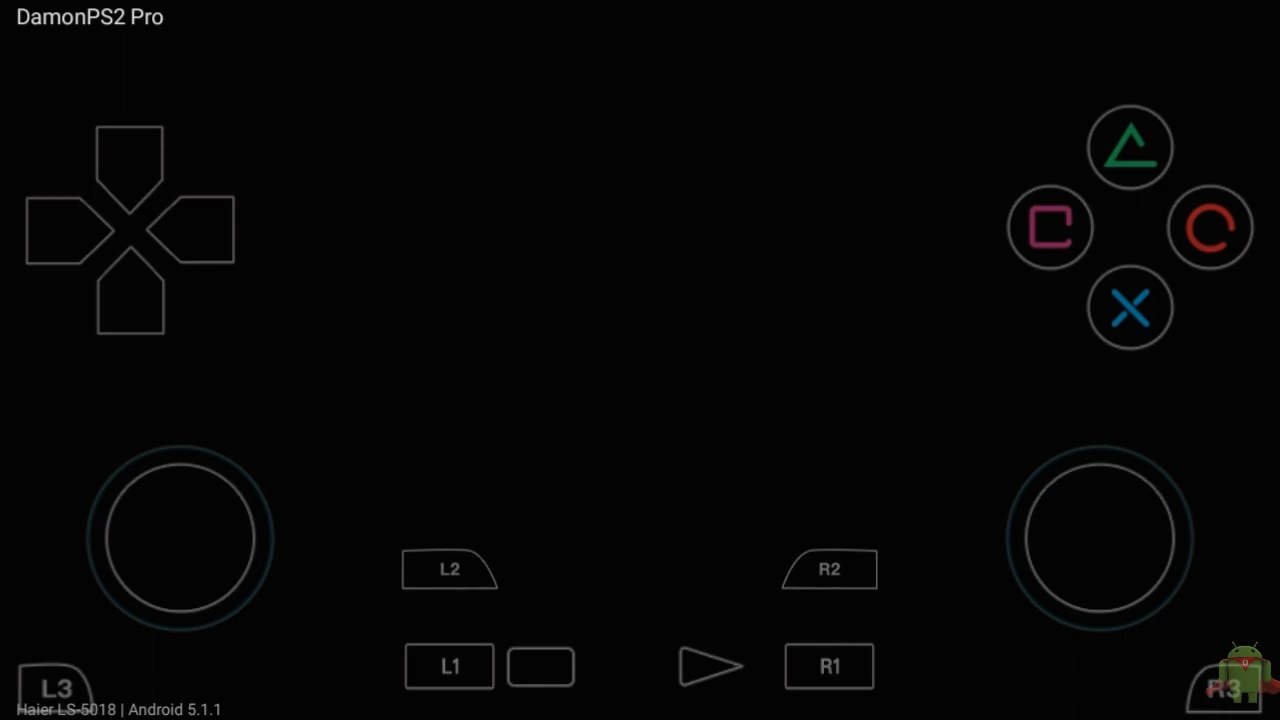 DamonPS2 Pro
L2
R2
L1
R1
L3
R3
Haier LS-5018 | Android 5.1.1